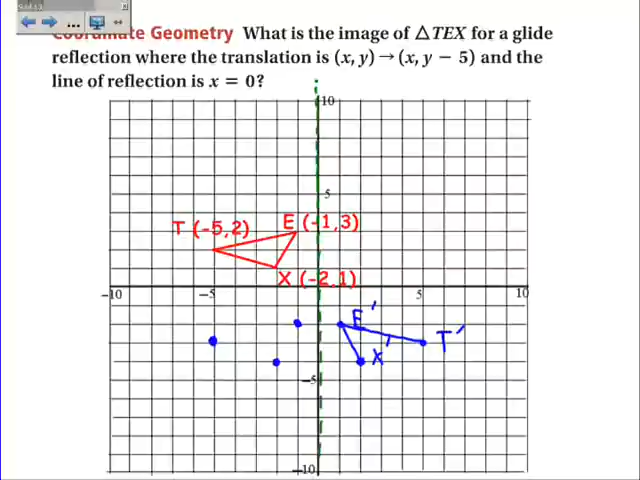 Coordinate Geometry What is the image of △TEX for a glide
reflection where the translation is (x, y) → (x, y − 5) and the
line of reflection is x = 0?
10
5
T (-5,2) E (-1,3)
X (-2,1)
−10 −5 5 10
E′
X′ T′
−5
−10